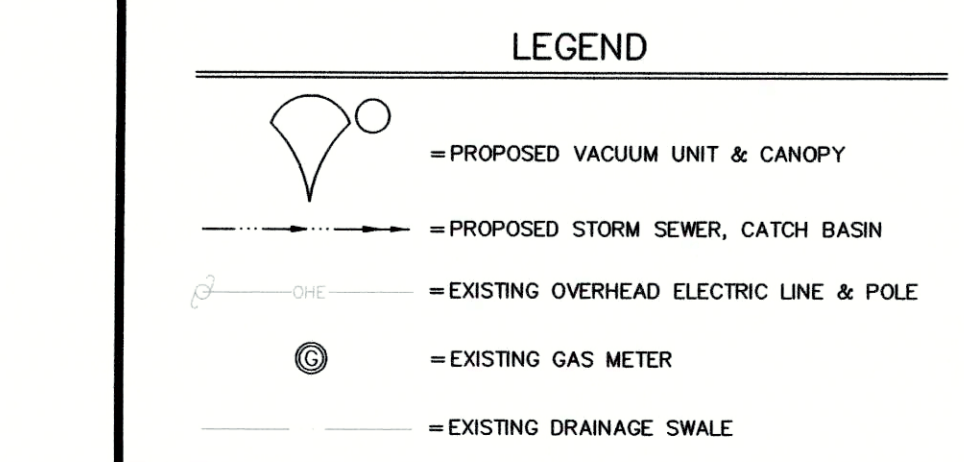 LEGEND
=PROPOSED VACUUM UNIT & CANOPY
=PROPOSED STORM SEWER, CATCH BASIN
OHE =EXISTING OVERHEAD ELECTRIC LINE & POLE
G =EXISTING GAS METER
=EXISTING DRAINAGE SWALE